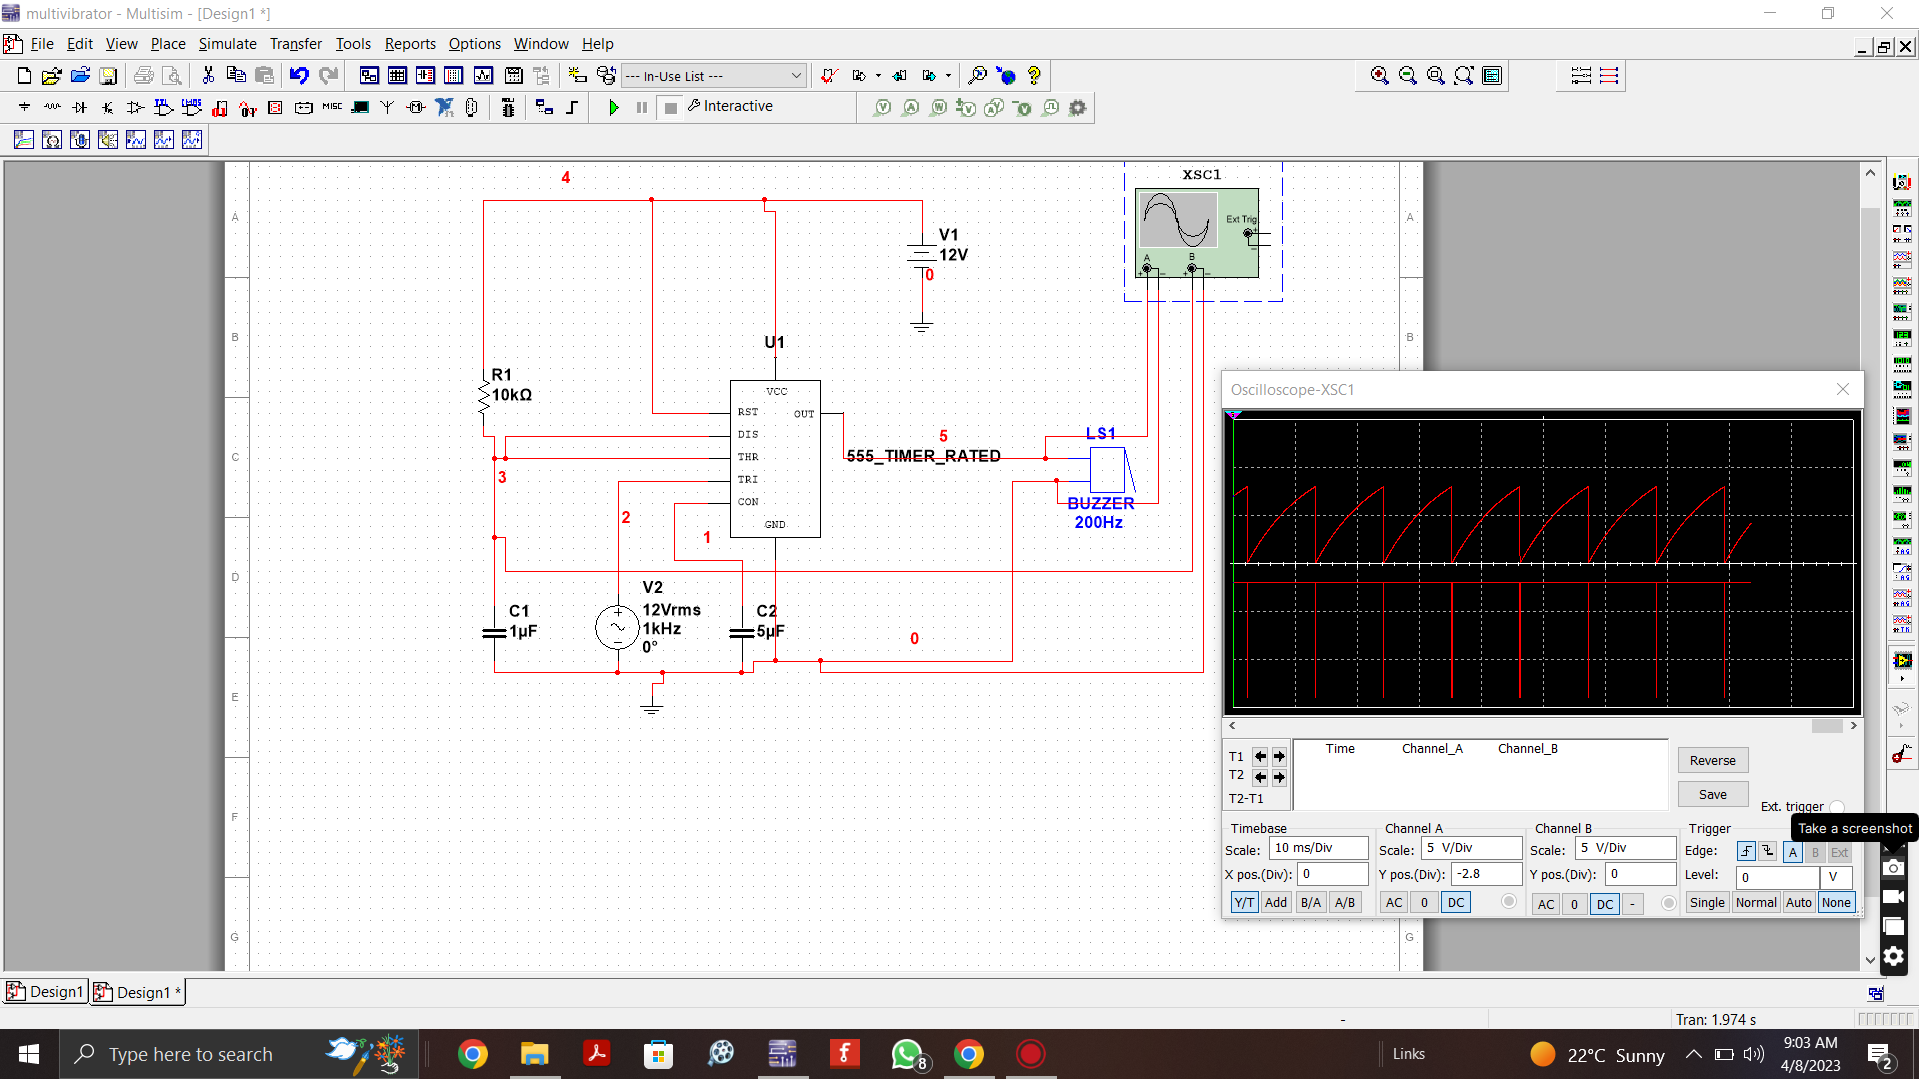 multivibrator - Multisim - [Design1 *]
File Edit View Place Simulate Transfer Tools Reports Options Window Help
--- In-Use List ---
MISC
Interactive
4
XSC1
Ext Trig
A
B
V1
12V
0
A
B
C
D
E
F
G
A
B
G
U1
VCC
RST
DIS
THR
TRI
CON
OUT
GND
R1
10kΩ
3
2
1
5
555_TIMER_RATED
LS1
BUZZER
200Hz
V2
12Vrms
1kHz
0°
C1
1µF
C2
5µF
0
Oscilloscope-XSC1
Time Channel_A Channel_B
T1
T2
T2-T1
Reverse
Save
Ext. trigger
Take a screenshot
Timebase
Scale: 10 ms/Div
X pos.(Div): 0
Y/T Add B/A A/B
Channel A
Scale: 5 V/Div
Y pos.(Div): -2.8
AC 0 DC
Channel B
Scale: 5 V/Div
Y pos.(Div): 0
AC 0 DC -
Trigger
Edge: A B Ext
Level: 0 V
Single Normal Auto None
Design1 Design1 *
-
Tran: 1.974 s
Type here to search
8
Links
22°C Sunny
9:03 AM
4/8/2023
2